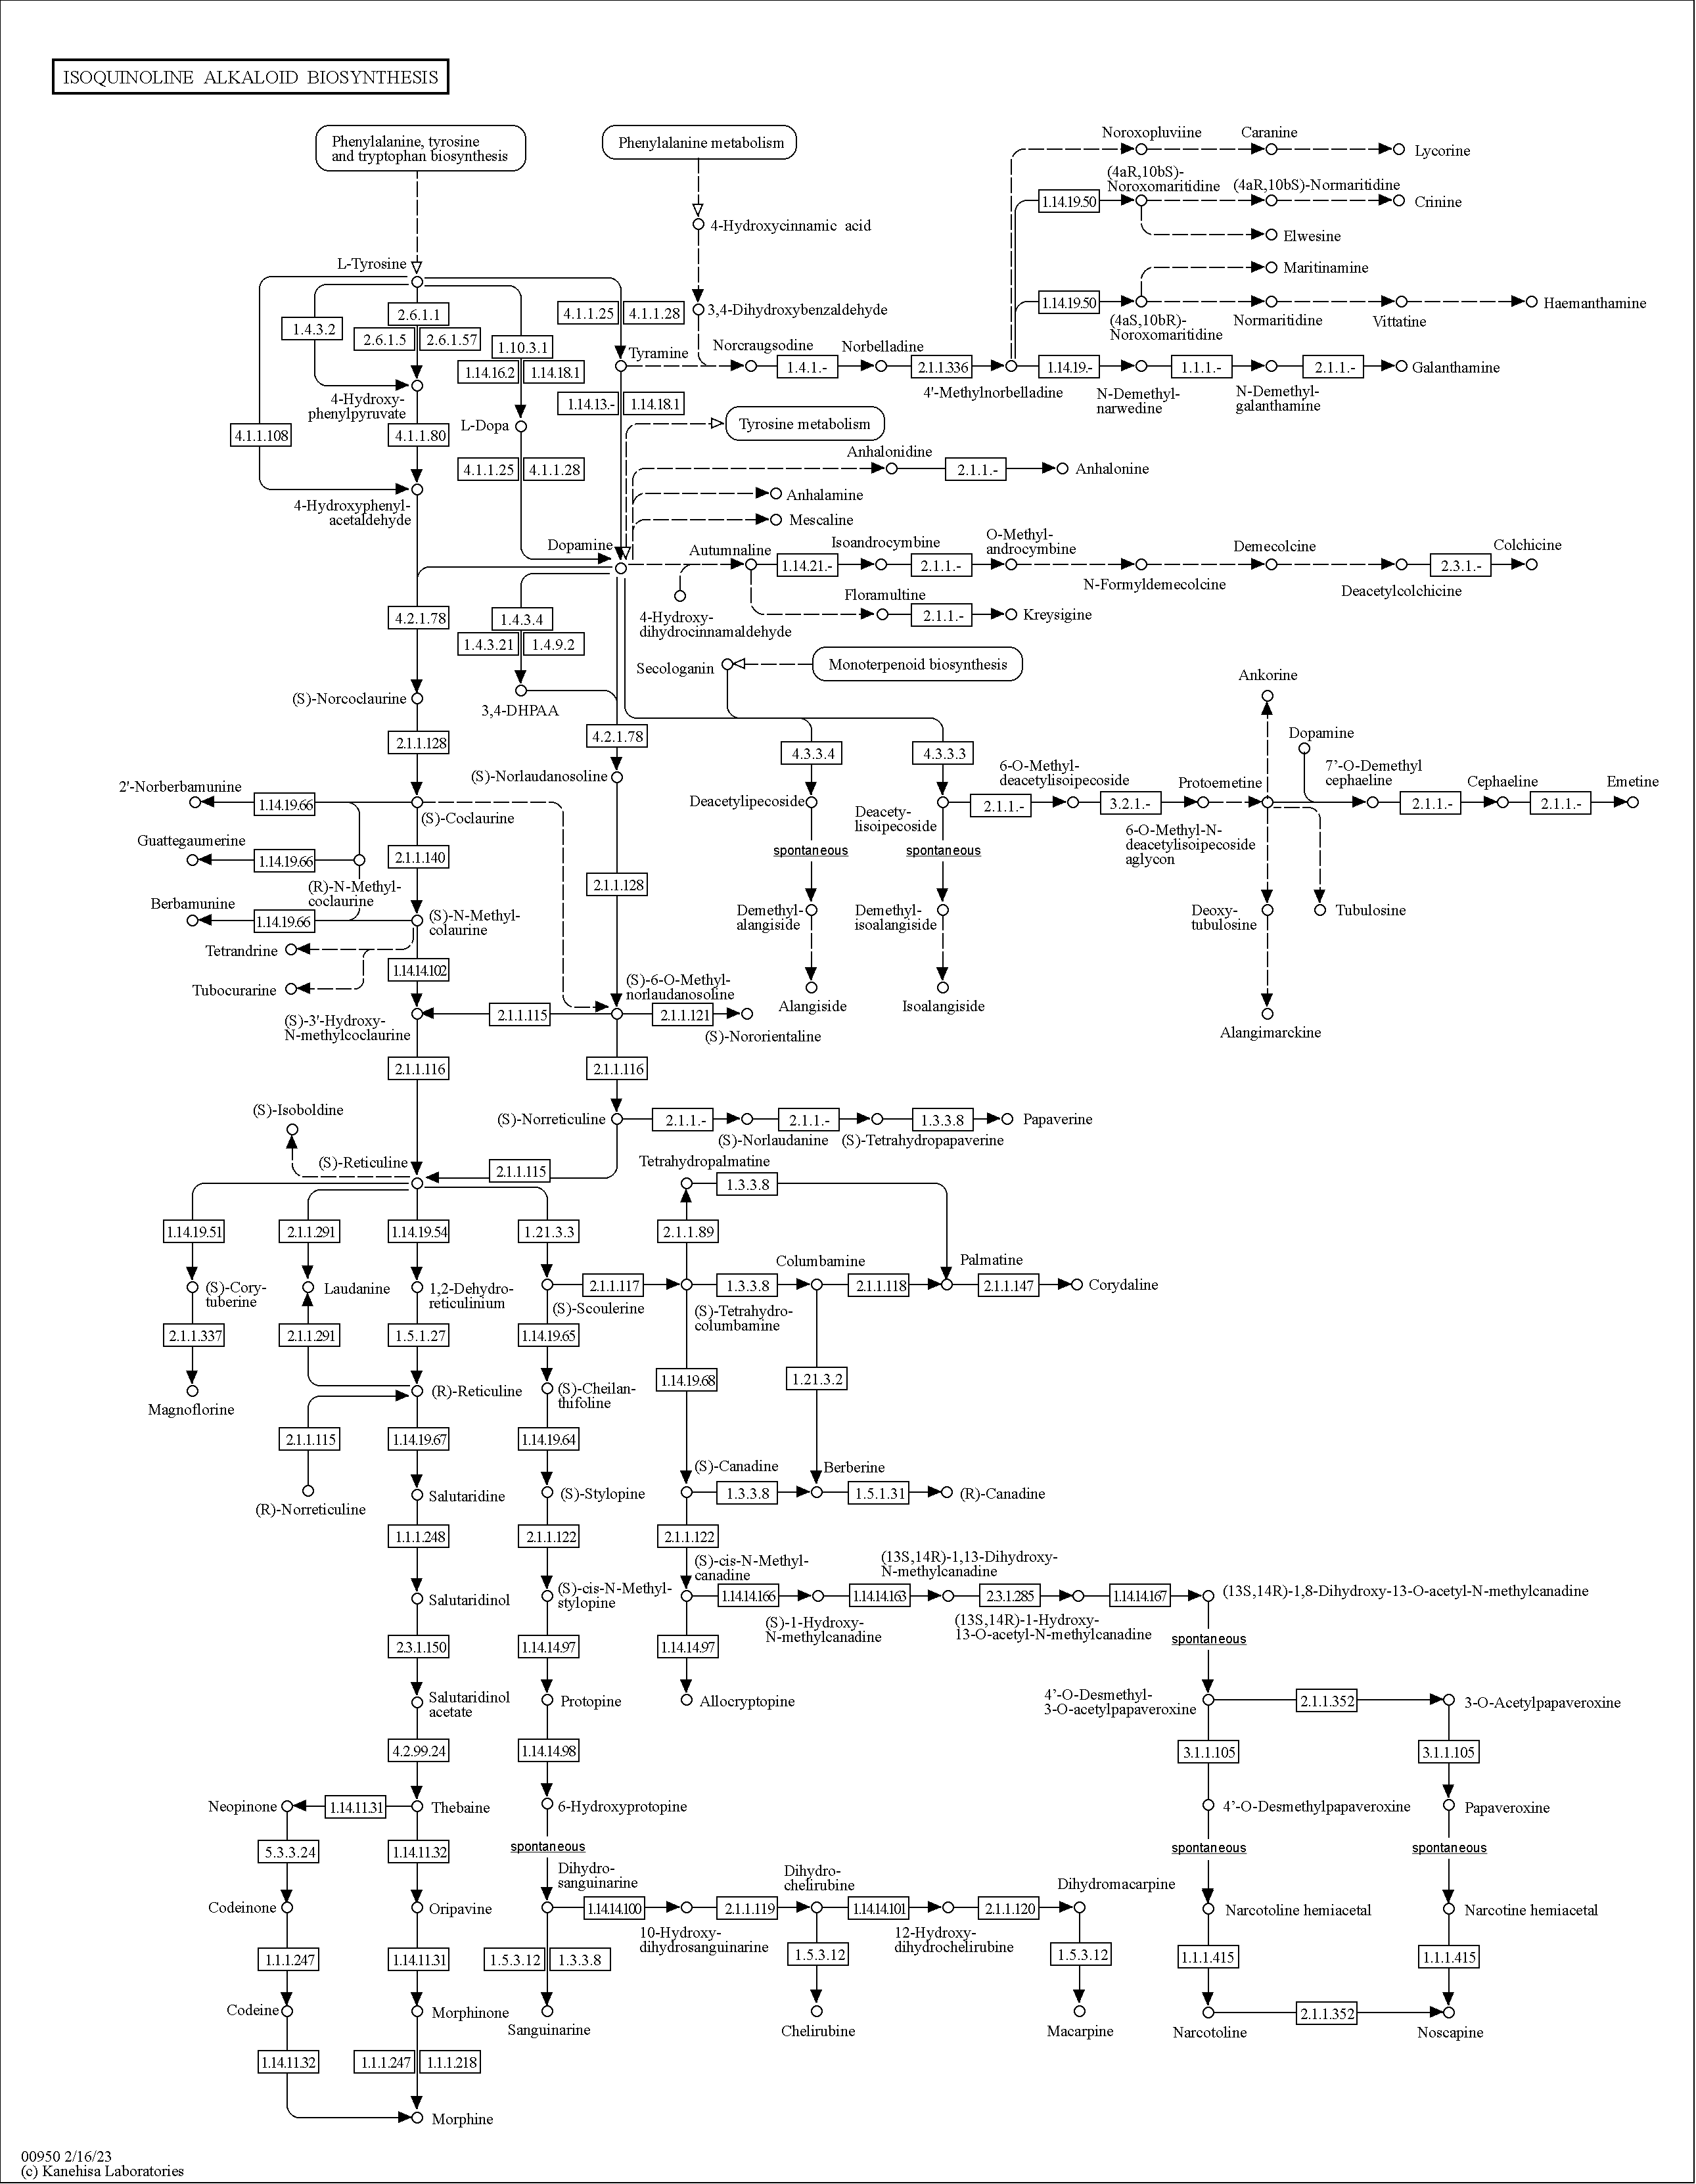 ISOQUINOLINE ALKALOID BIOSYNTHESIS
Phenylalanine, tyrosine
and tryptophan biosynthesis
Phenylalanine metabolism
Noroxopluviine
Caranine
Lycorine
(4aR,10bS)-
Noroxomaritidine
(4aR,10bS)-Normaritidine
1.14.19.50
Crinine
4-Hydroxycinnamic acid
Elwesine
L-Tyrosine
Maritinamine
1.14.19.50
Haemanthamine
4.1.1.25
4.1.1.28
3,4-Dihydroxybenzaldehyde
2.6.1.1
(4aS,10bR)-
Noroxomaritidine
Normaritidine
Vittatine
1.4.3.2
2.6.1.5
2.6.1.57
1.10.3.1
Tyramine
Norcraugsodine
Norbelladine
1.4.1.-
2.1.1.336
1.14.19.-
1.1.1.-
2.1.1.-
Galanthamine
1.14.16.2
1.14.18.1
4'-Methylnorbelladine
N-Demethyl-
narwedine
N-Demethyl-
galanthamine
4-Hydroxy-
phenylpyruvate
1.14.13.-
1.14.18.1
L-Dopa
Tyrosine metabolism
4.1.1.108
4.1.1.80
Anhalonidine
4.1.1.25
4.1.1.28
2.1.1.-
Anhalonine
Anhalamine
4-Hydroxyphenyl-
acetaldehyde
Mescaline
Dopamine
Autumnaline
Isoandrocymbine
O-Methyl-
androcymbine
Demecolcine
Colchicine
1.14.21.-
2.1.1.-
2.3.1.-
N-Formyldemecolcine
Deacetylcolchicine
Floramultine
4.2.1.78
1.4.3.4
4-Hydroxy-
dihydrocinnamaldehyde
2.1.1.-
Kreysigine
1.4.3.21
1.4.9.2
Secologanin
Monoterpenoid biosynthesis
Ankorine
(S)-Norcoclaurine
3,4-DHPAA
2.1.1.128
4.2.1.78
4.3.3.4
4.3.3.3
Dopamine
6-O-Methyl-
deacetylisoipecoside
7'-O-Demethyl
cephaeline
(S)-Norlaudanosoline
Protoemetine
Cephaeline
Emetine
2'-Norberbamunine
1.14.19.66
(S)-Coclaurine
Deacetylipecoside
Deacety-
lisoipecoside
2.1.1.-
3.2.1.-
2.1.1.-
2.1.1.-
6-O-Methyl-N-
deacetylisoipecoside
aglycon
Guattegaumerine
1.14.19.66
2.1.1.140
spontaneous
spontaneous
(R)-N-Methyl-
coclaurine
2.1.1.128
Berbamunine
1.14.19.66
(S)-N-Methyl-
colaurine
Demethyl-
alangiside
Demethyl-
isoalangiside
Deoxy-
tubulosine
Tubulosine
Tetrandrine
1.14.14.102
Tubocurarine
(S)-6-O-Methyl-
norlaudanosoline
Alangiside
Isoalangiside
(S)-3'-Hydroxy-
N-methylcoclaurine
2.1.1.115
2.1.1.121
(S)-Nororientaline
Alangimarckine
2.1.1.116
2.1.1.116
(S)-Isoboldine
(S)-Norreticuline
2.1.1.-
2.1.1.-
1.3.3.8
Papaverine
(S)-Norlaudanine
(S)-Tetrahydropapaverine
(S)-Reticuline
2.1.1.115
Tetrahydropalmatine
1.3.3.8
1.14.19.51
2.1.1.291
1.14.19.54
1.21.3.3
2.1.1.89
Columbamine
Palmatine
(S)-Cory-
tuberine
Laudanine
1,2-Dehydro-
reticulinium
2.1.1.117
1.3.3.8
2.1.1.118
2.1.1.147
Corydaline
(S)-Scoulerine
(S)-Tetrahydro-
columbamine
2.1.1.337
2.1.1.291
1.5.1.27
1.14.19.65
1.14.19.68
1.21.3.2
Magnoflorine
(R)-Reticuline
(S)-Cheilan-
thifoline
2.1.1.115
1.14.19.67
1.14.19.64
(S)-Canadine
Berberine
(R)-Norreticuline
Salutaridine
(S)-Stylopine
1.3.3.8
1.5.1.31
(R)-Canadine
1.1.1.248
2.1.1.122
2.1.1.122
(S)-cis-N-Methyl-
canadine
(13S,14R)-1,13-Dihydroxy-
N-methylcanadine
Salutaridinol
(S)-cis-N-Methyl-
stylopine
1.14.14.166
1.14.14.163
2.3.1.285
1.14.14.167
(13S,14R)-1,8-Dihydroxy-13-O-acetyl-N-methylcanadine
(S)-1-Hydroxy-
N-methylcanadine
(13S,14R)-1-Hydroxy-
13-O-acetyl-N-methylcanadine
2.3.1.150
1.14.14.97
1.14.14.97
spontaneous
Salutaridinol
acetate
Protopine
Allocryptopine
4'-O-Desmethyl-
3-O-acetylpapaveroxine
2.1.1.352
3-O-Acetylpapaveroxine
4.2.99.24
1.14.14.98
3.1.1.105
3.1.1.105
Neopinone
1.14.11.31
Thebaine
6-Hydroxyprotopine
4'-O-Desmethylpapaveroxine
Papaveroxine
5.3.3.24
1.14.11.32
spontaneous
spontaneous
spontaneous
Dihydro-
sanguinarine
Dihydro-
chelirubine
Dihydromacarpine
Codeinone
Oripavine
1.14.14.100
2.1.1.119
1.14.14.101
2.1.1.120
Narcotoline hemiacetal
Narcotine hemiacetal
10-Hydroxy-
dihydrosanguinarine
12-Hydroxy-
dihydrochelirubine
1.1.1.247
1.14.11.31
1.5.3.12
1.3.3.8
1.5.3.12
1.5.3.12
1.1.1.415
1.1.1.415
Codeine
Morphinone
Sanguinarine
Chelirubine
Macarpine
Narcotoline
2.1.1.352
Noscapine
1.14.11.32
1.1.1.247
1.1.1.218
Morphine
00950 2/16/23
(c) Kanehisa Laboratories